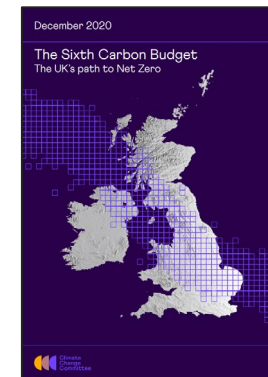 December 2020
The Sixth Carbon Budget
The UK's path to Net Zero
Climate
Change
Committee